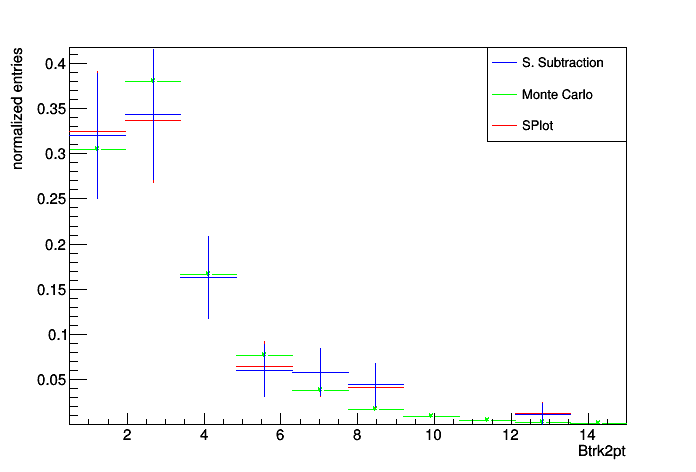 normalized entries
0.4
0.35
0.3
0.25
0.2
0.15
0.1
0.05
S. Subtraction
Monte Carlo
SPlot
2 4 6 8 10 12 14
Btrk2pt